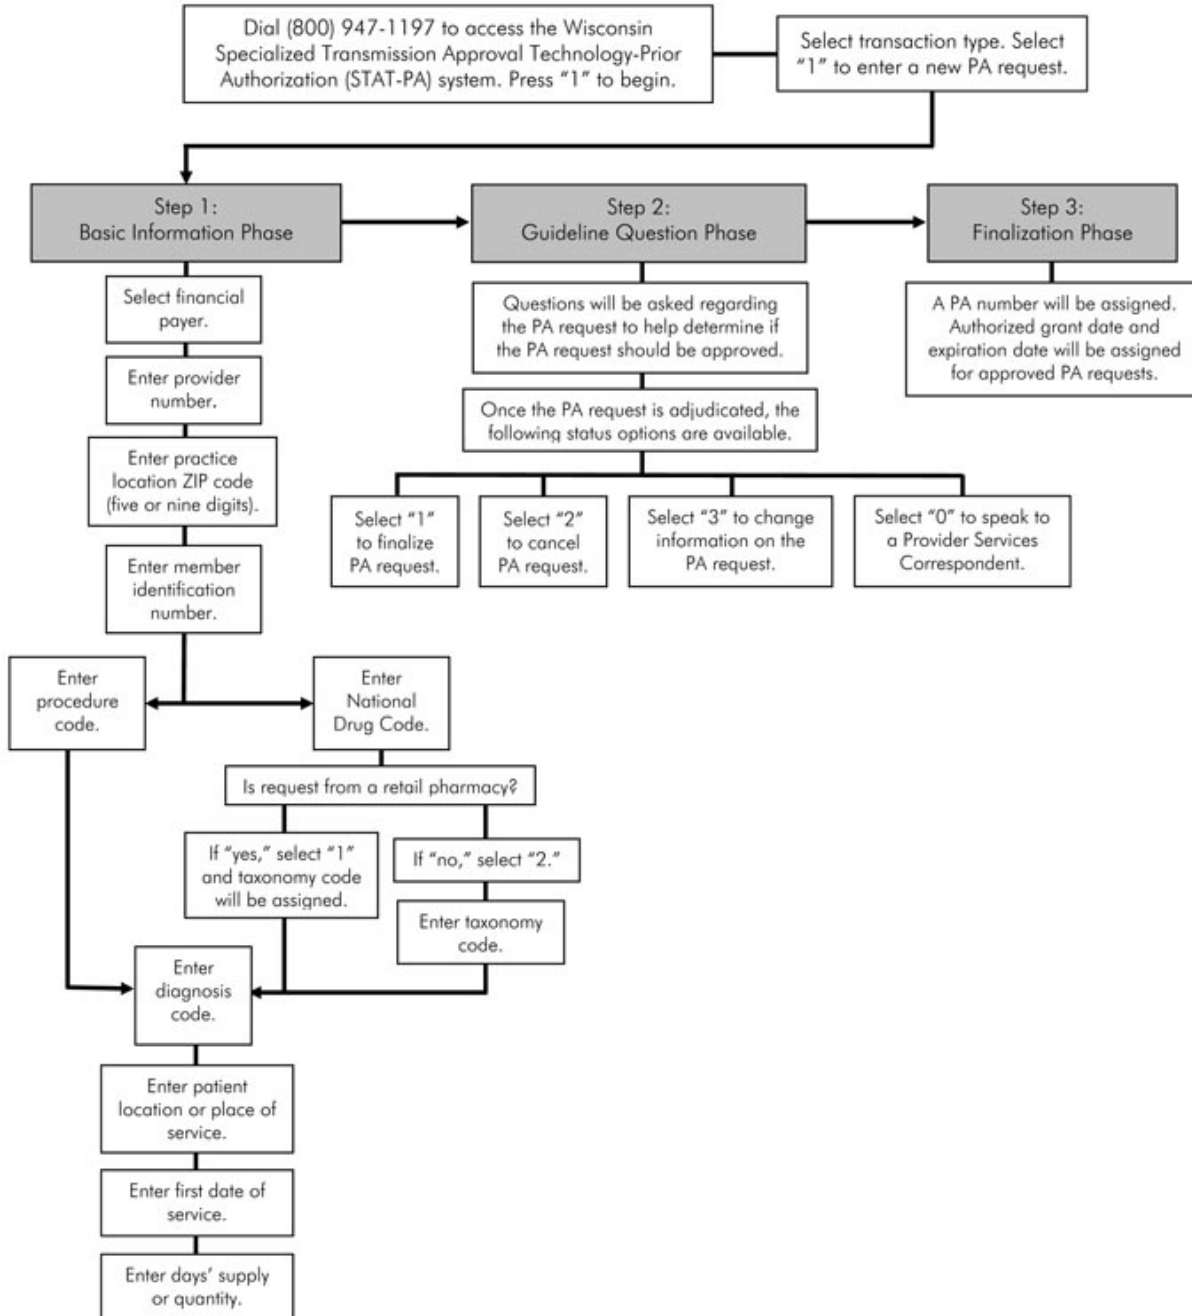 Dial (800) 947-1197 to access the Wisconsin
Specialized Transmission Approval Technology-Prior
Authorization (STAT-PA) system. Press “1” to begin.
Select transaction type. Select
“1” to enter a new PA request.
Step 1:
Basic Information Phase
Step 2:
Guideline Question Phase
Step 3:
Finalization Phase
Select financial
payer.
Enter provider
number.
Enter practice
location ZIP code
(five or nine digits).
Enter member
identification
number.
Questions will be asked regarding
the PA request to help determine if
the PA request should be approved.
Once the PA request is adjudicated, the
following status options are available.
Select “1”
to finalize
PA request.
Select “2”
to cancel
PA request.
Select “3” to change
information on the
PA request.
Select “0” to speak to
a Provider Services
Correspondent.
A PA number will be assigned.
Authorized grant date and
expiration date will be assigned
for approved PA requests.
Enter
procedure
code.
Enter
National
Drug Code.
Is request from a retail pharmacy?
If “yes,” select “1”
and taxonomy code
will be assigned.
If “no,” select “2.”
Enter taxonomy
code.
Enter
diagnosis
code.
Enter patient
location or place of
service.
Enter first date of
service.
Enter days’ supply
or quantity.